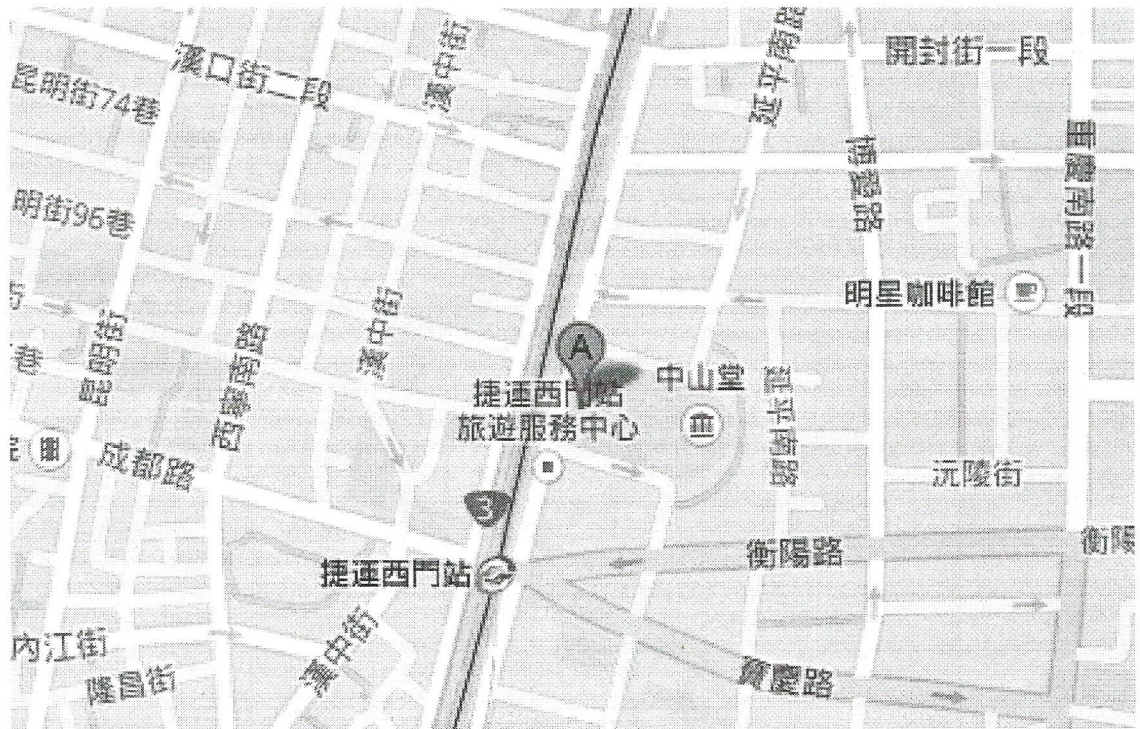 開封街一段
漢口街二段
漢中街
延平南路
昆明街74巷
重慶南路一段
博愛路
明街96巷
明星咖啡館
街
漢中街
昆明街
西寧南路
巷
A
捷運西門站
旅遊服務中心
中山堂
延平南路
院
成都路
沅陵街
3
衡陽路
衡陽
捷運西門站
漢中街
內江街
隆昌街
寶慶路